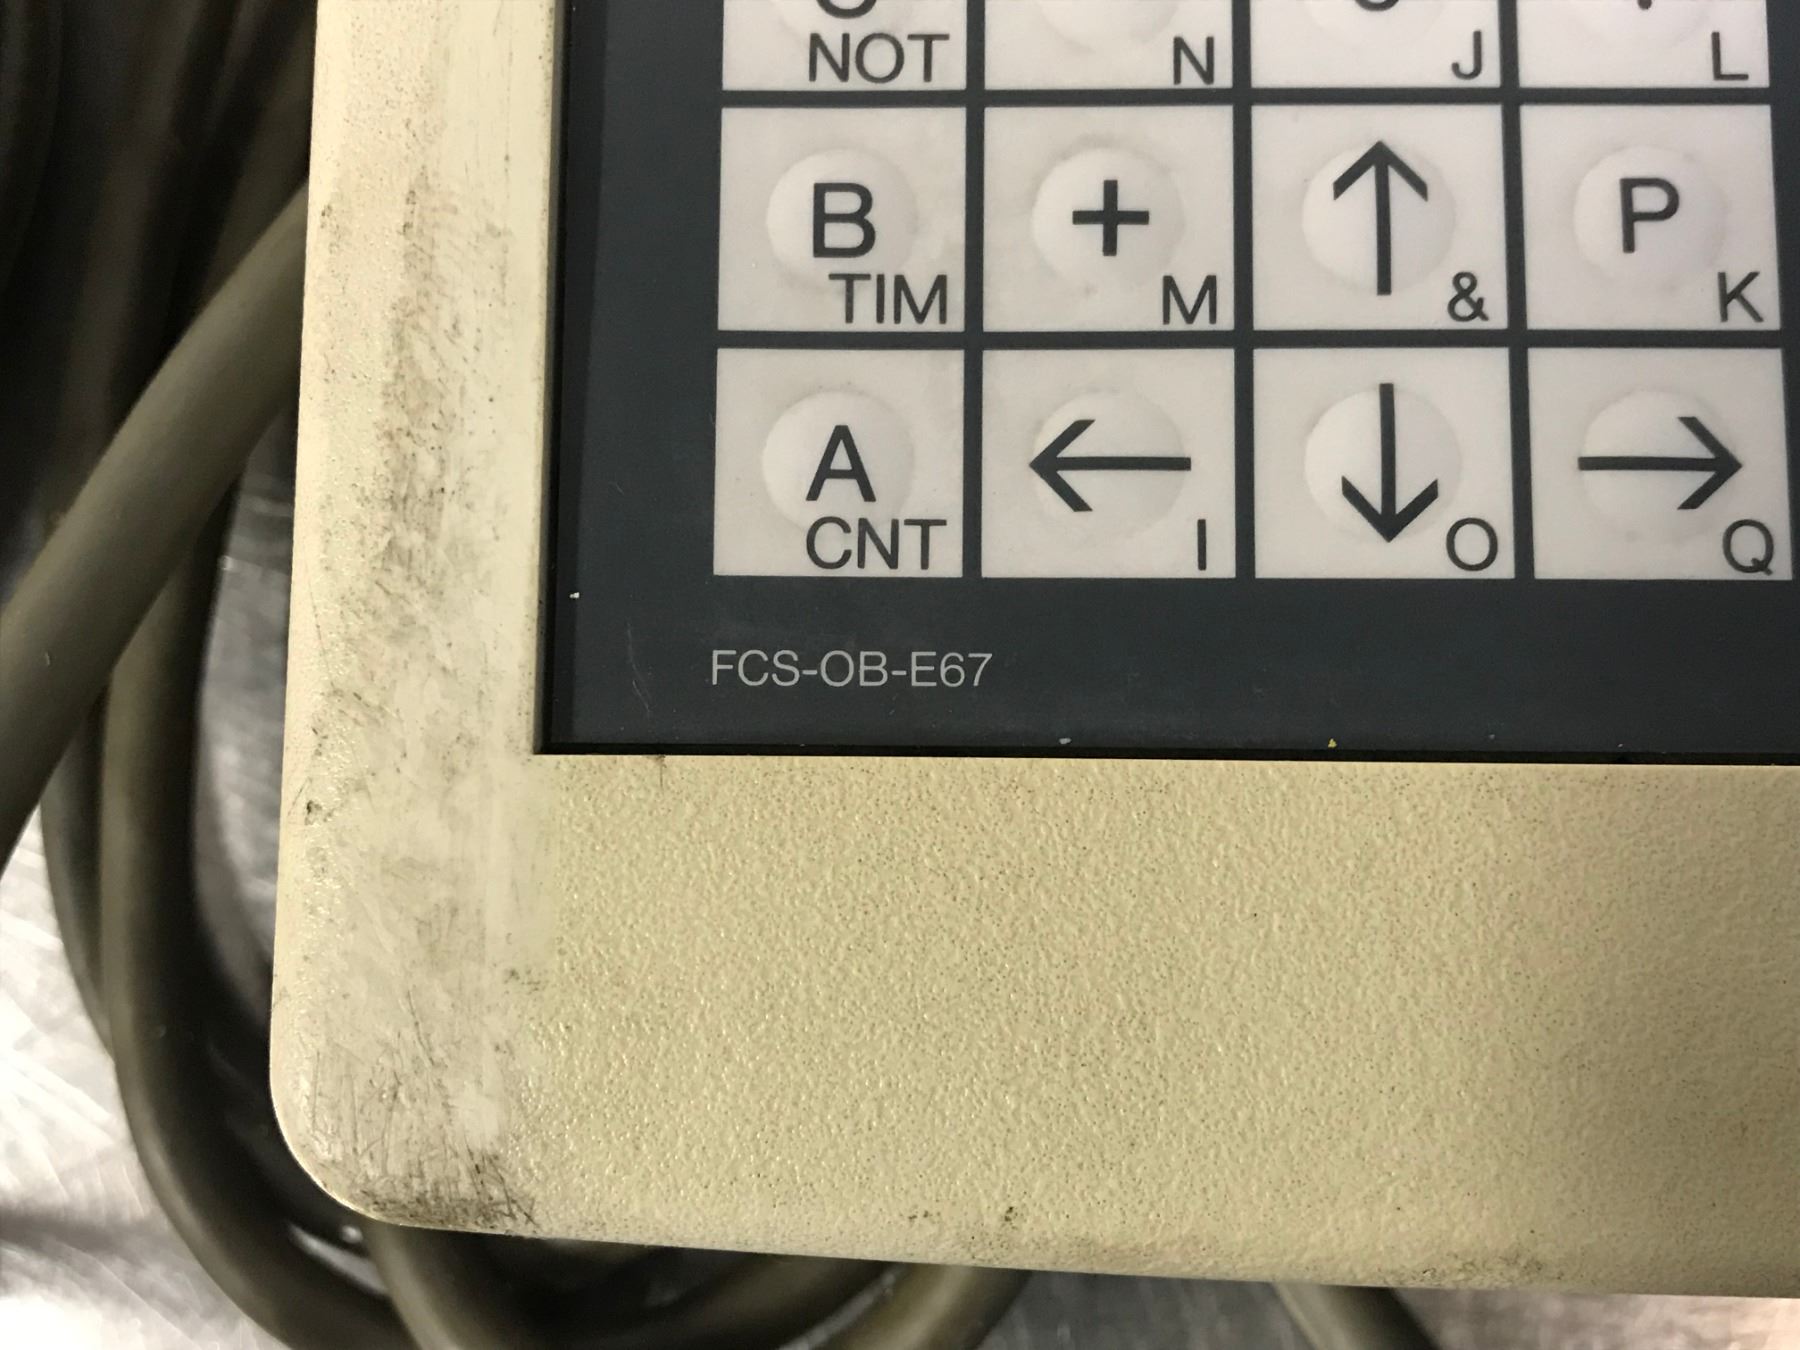 NOT N J L
B + ↑ P
TIM M & K
A ← ↓ →
CNT I O Q
FCS-OB-E67